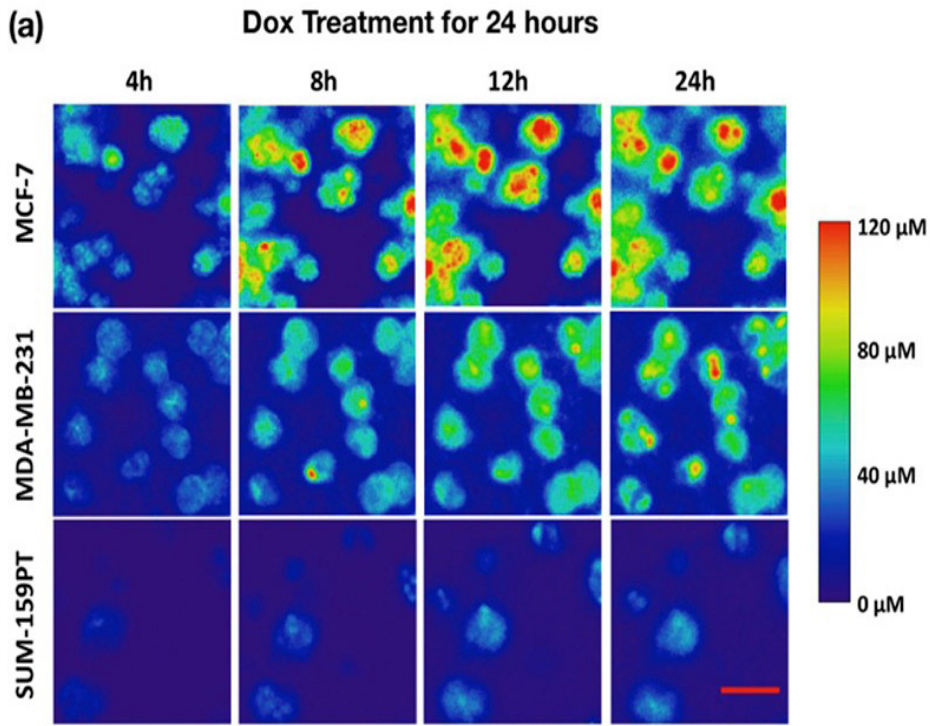 (a) Dox Treatment for 24 hours
4h 8h 12h 24h
MCF-7
MDA-MB-231
SUM-159PT
120 µM
80 µM
40 µM
0 µM